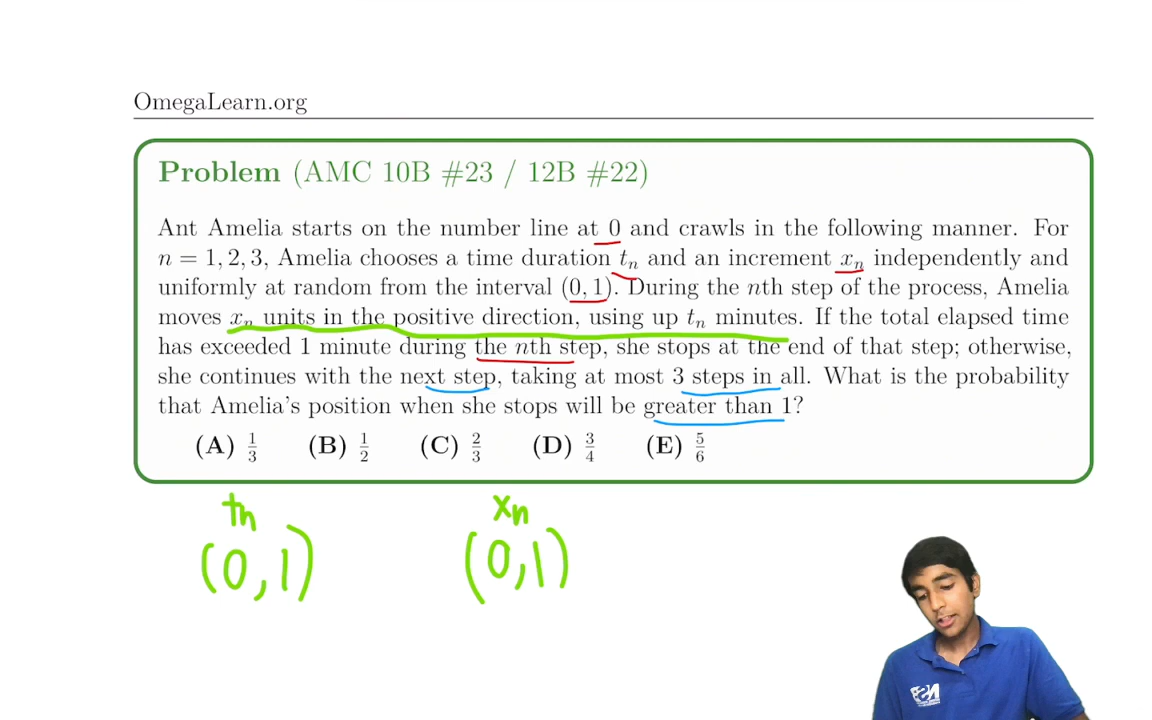 OmegaLearn.org
Problem (AMC 10B #23 / 12B #22)
Ant Amelia starts on the number line at 0 and crawls in the following manner. For
n = 1, 2, 3, Amelia chooses a time duration tₙ and an increment xₙ independently and
uniformly at random from the interval (0, 1). During the nth step of the process, Amelia
moves xₙ units in the positive direction, using up tₙ minutes. If the total elapsed time
has exceeded 1 minute during the nth step, she stops at the end of that step; otherwise,
she continues with the next step, taking at most 3 steps in all. What is the probability
that Amelia's position when she stops will be greater than 1?
(A) 1/3 (B) 1/2 (C) 2/3 (D) 3/4 (E) 5/6
tn xn
(0,1) (0,1)